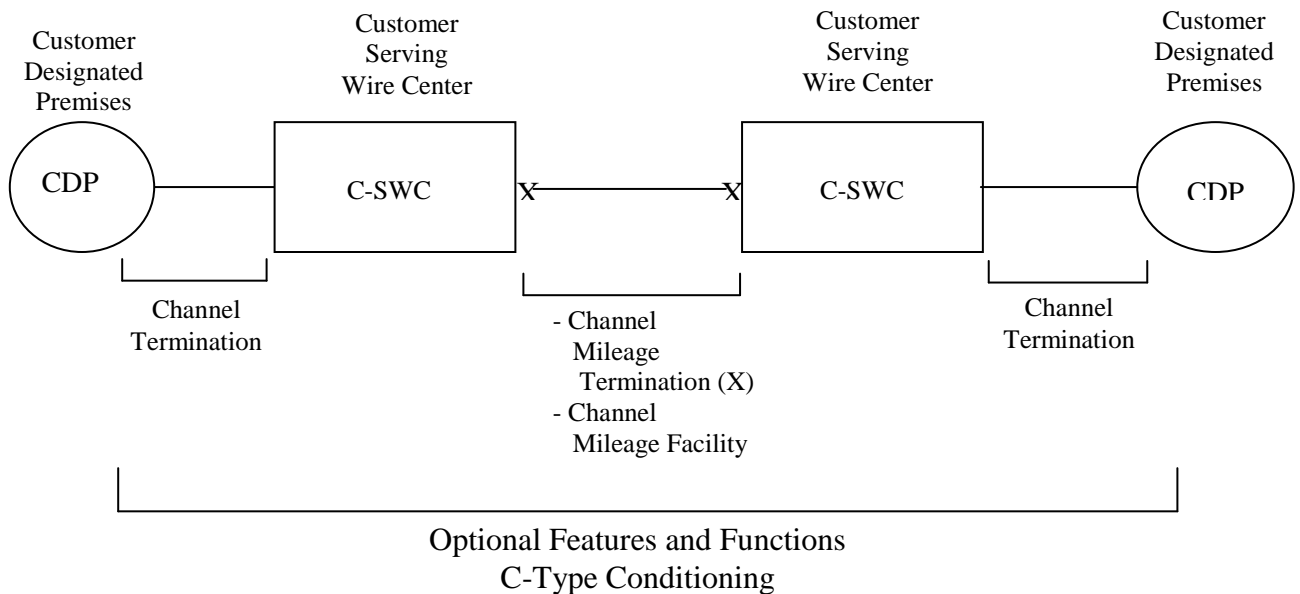 Customer
Designated
Premises
Customer
Serving
Wire Center
Customer
Serving
Wire Center
Customer
Designated
Premises
CDP
C-SWC
X
X
C-SWC
CDP
Channel
Termination
- Channel
Mileage
Termination (X)
- Channel
Mileage Facility
Channel
Termination
Optional Features and Functions
C-Type Conditioning